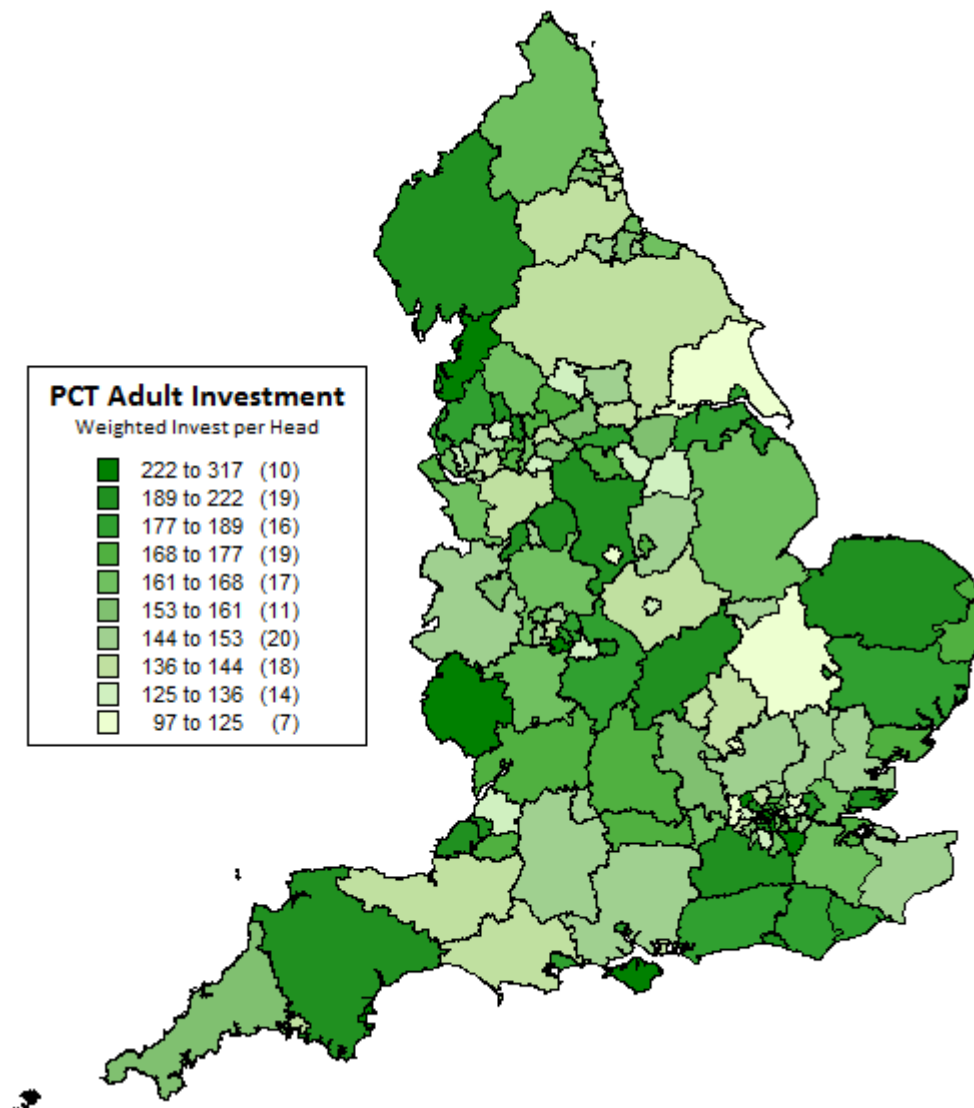 PCT Adult Investment
Weighted Invest per Head
222 to 317 (10)
189 to 222 (19)
177 to 189 (16)
168 to 177 (19)
161 to 168 (17)
153 to 161 (11)
144 to 153 (20)
136 to 144 (18)
125 to 136 (14)
97 to 125 (7)